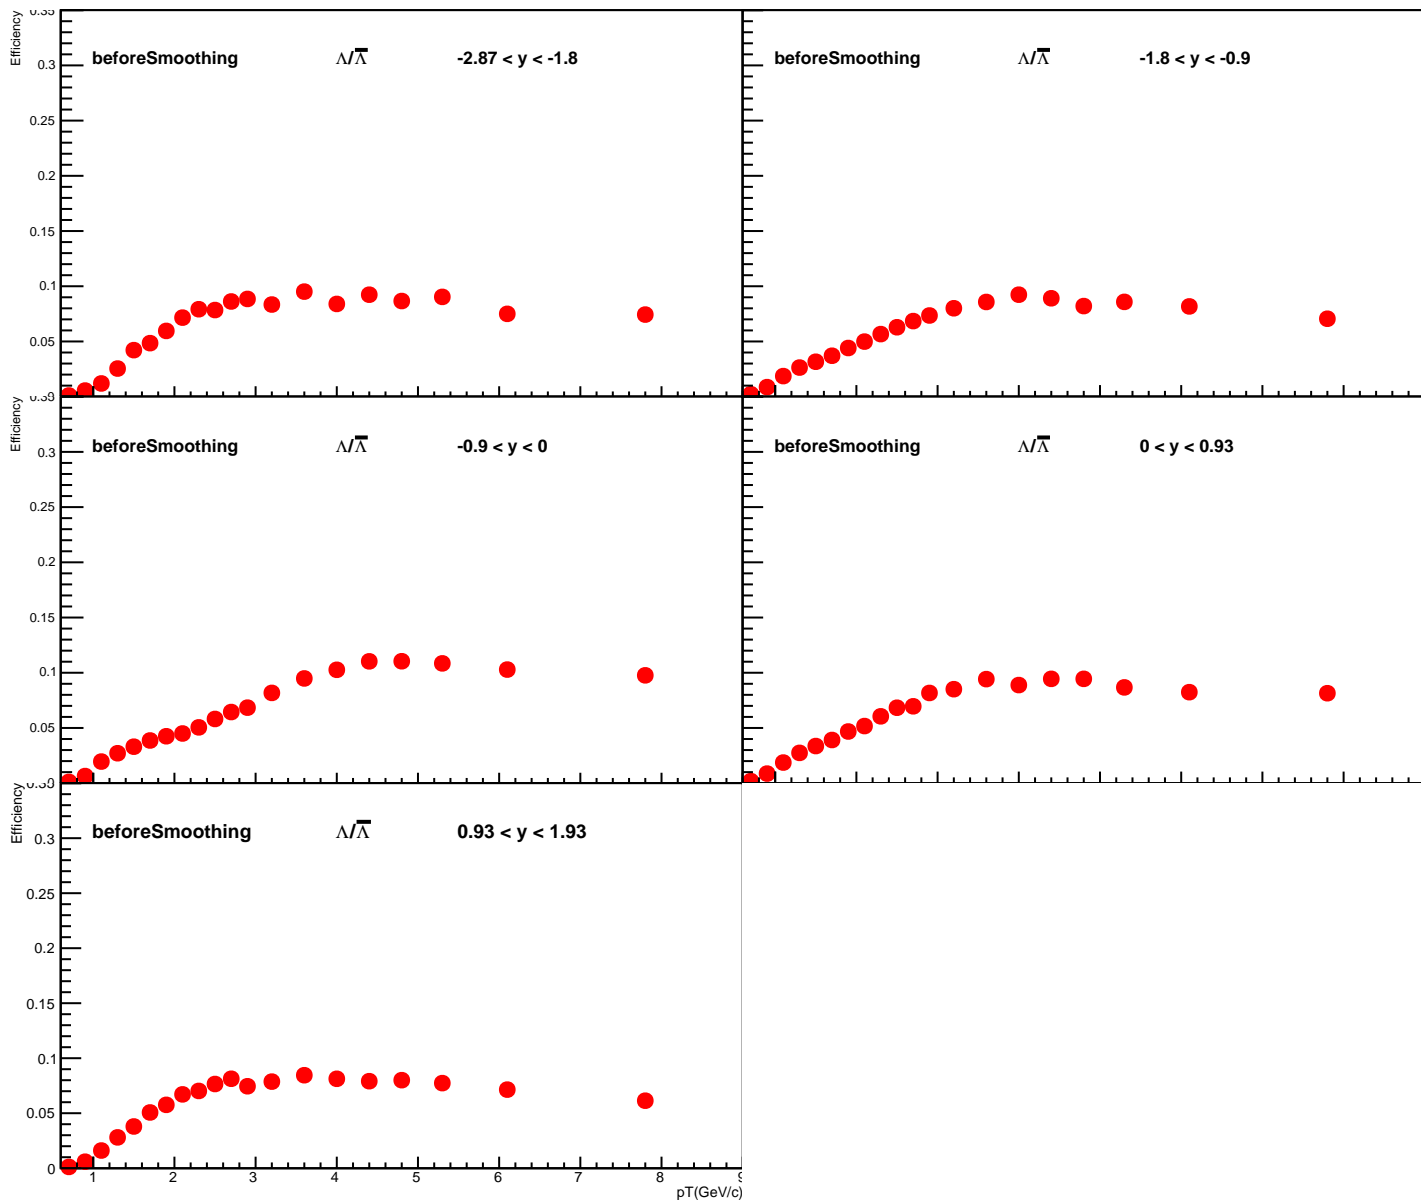 Efficiency
0.35
beforeSmoothing Λ/Λ̅ -2.87 < y < -1.8
0.3
0.25
0.2
0.15
0.1
0.05
beforeSmoothing Λ/Λ̅ -1.8 < y < -0.9
Efficiency
beforeSmoothing Λ/Λ̅ -0.9 < y < 0
0.3
0.25
0.2
0.15
0.1
0.05
beforeSmoothing Λ/Λ̅ 0 < y < 0.93
Efficiency
beforeSmoothing Λ/Λ̅ 0.93 < y < 1.93
0.3
0.25
0.2
0.15
0.1
0.05
0
1 2 3 4 5 6 7 8
pT(GeV/c)